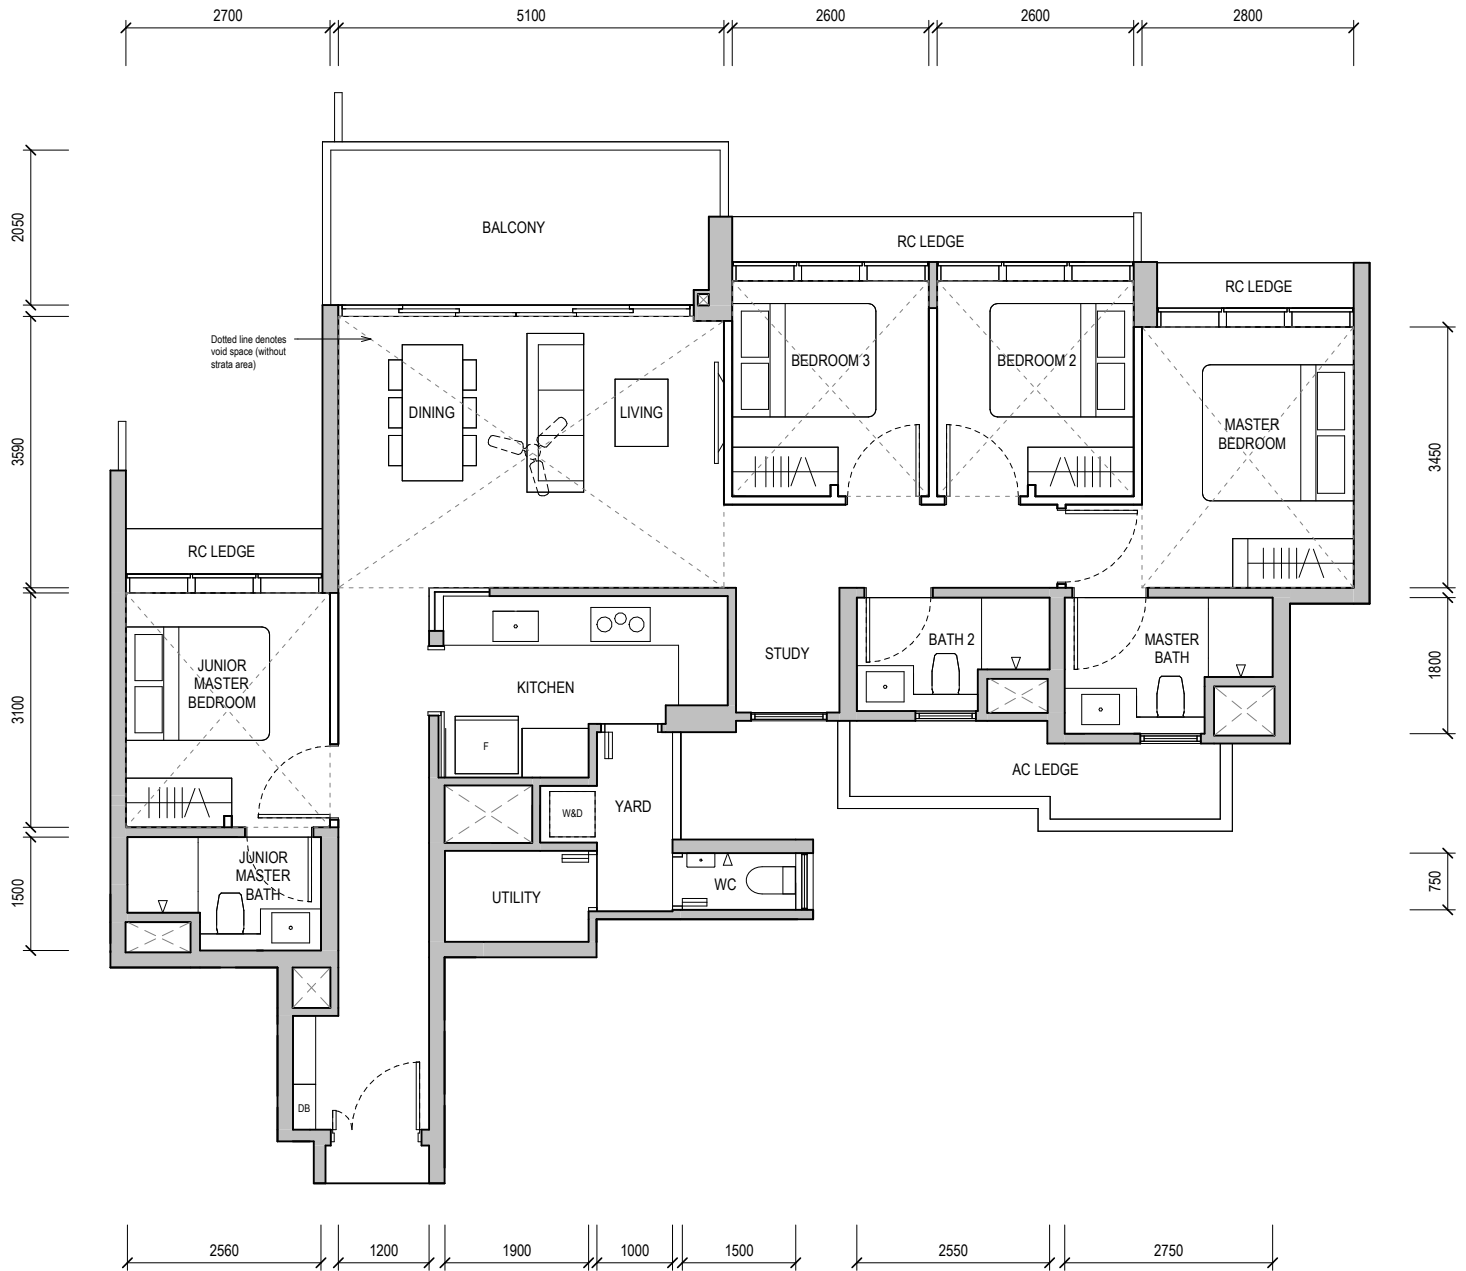 2700
5100
2600
2600
2800
2050
3590
3100
1500
BALCONY
RC LEDGE
RC LEDGE
Dotted line denotes
void space (without
strata area)
DINING
LIVING
BEDROOM 3
BEDROOM 2
MASTER
BEDROOM
3450
RC LEDGE
JUNIOR
MASTER
BEDROOM
KITCHEN
STUDY
BATH 2
MASTER
BATH
1800
F
AC LEDGE
W&D
YARD
JUNIOR
MASTER
BATH
UTILITY
WC
750
DB
2560
1200
1900
1000
1500
2550
2750